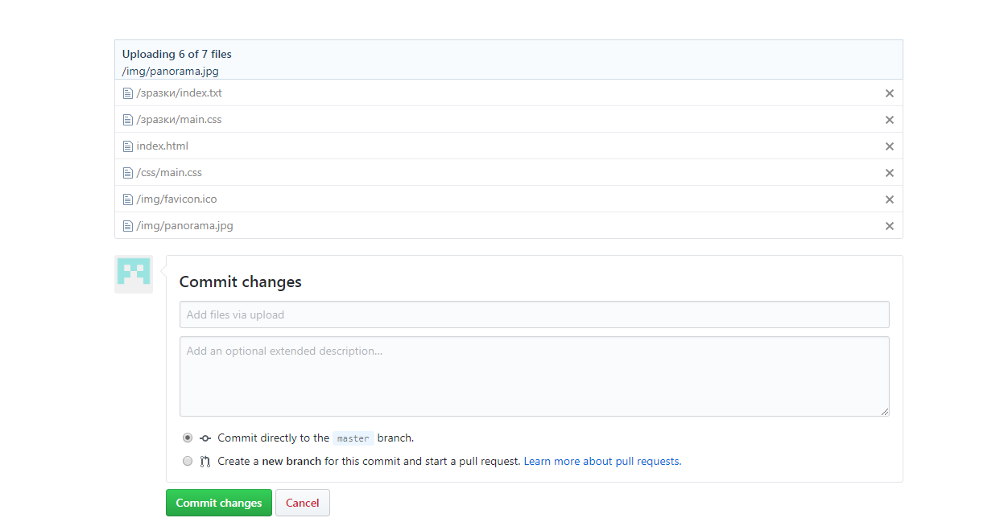 Uploading 6 of 7 files
/img/panorama.jpg
/зразки/index.txt
/зразки/main.css
index.html
/css/main.css
/img/favicon.ico
/img/panorama.jpg
Commit changes
Add files via upload
Add an optional extended description...
Commit directly to the master branch.
Create a new branch for this commit and start a pull request. Learn more about pull requests.
Commit changes Cancel